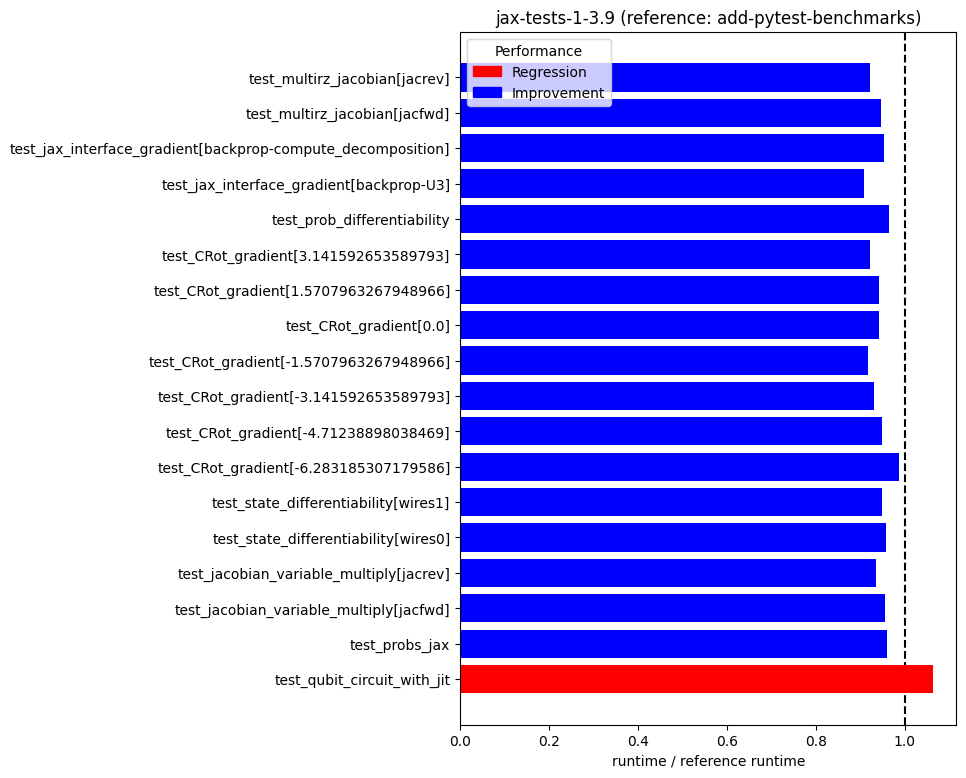 jax-tests-1-3.9 (reference: add-pytest-benchmarks)
Performance
Regression
Improvement
test_multirz_jacobian[jacrev]
test_multirz_jacobian[jacfwd]
test_jax_interface_gradient[backprop-compute_decomposition]
test_jax_interface_gradient[backprop-U3]
test_prob_differentiability
test_CRot_gradient[3.141592653589793]
test_CRot_gradient[1.5707963267948966]
test_CRot_gradient[0.0]
test_CRot_gradient[-1.5707963267948966]
test_CRot_gradient[-3.141592653589793]
test_CRot_gradient[-4.71238898038469]
test_CRot_gradient[-6.283185307179586]
test_state_differentiability[wires1]
test_state_differentiability[wires0]
test_jacobian_variable_multiply[jacrev]
test_jacobian_variable_multiply[jacfwd]
test_probs_jax
test_qubit_circuit_with_jit
0.0 0.2 0.4 0.6 0.8 1.0
runtime / reference runtime